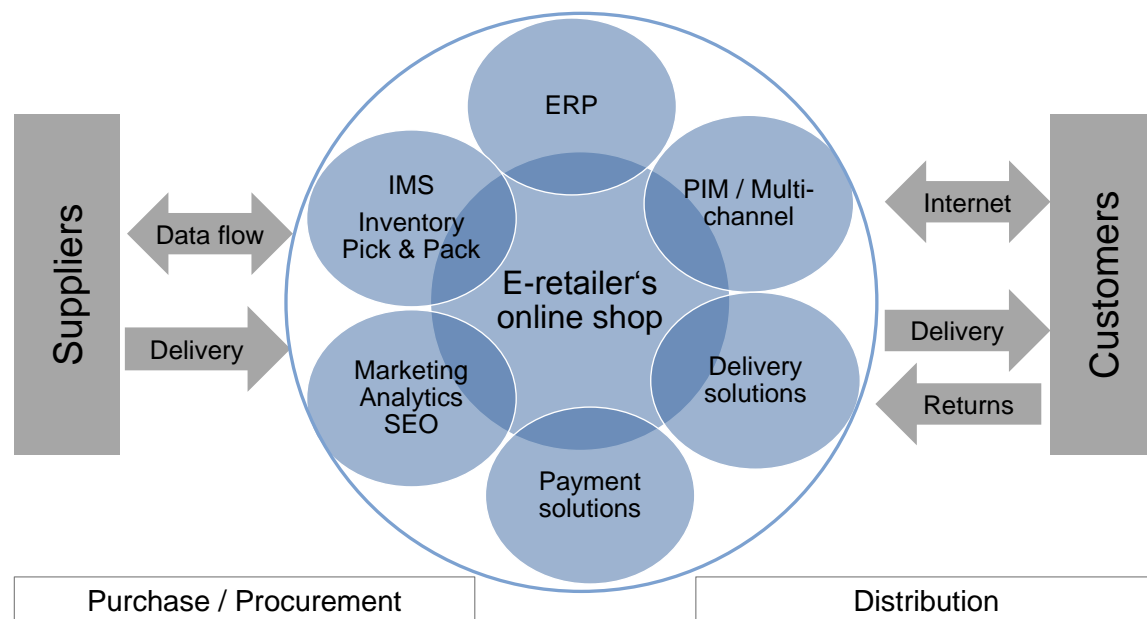 Suppliers
Data flow
Delivery
ERP
IMS
Inventory
Pick & Pack
PIM / Multi-
channel
E-retailer‘s
online shop
Marketing
Analytics
SEO
Delivery
solutions
Payment
solutions
Internet
Delivery
Returns
Customers
Purchase / Procurement
Distribution